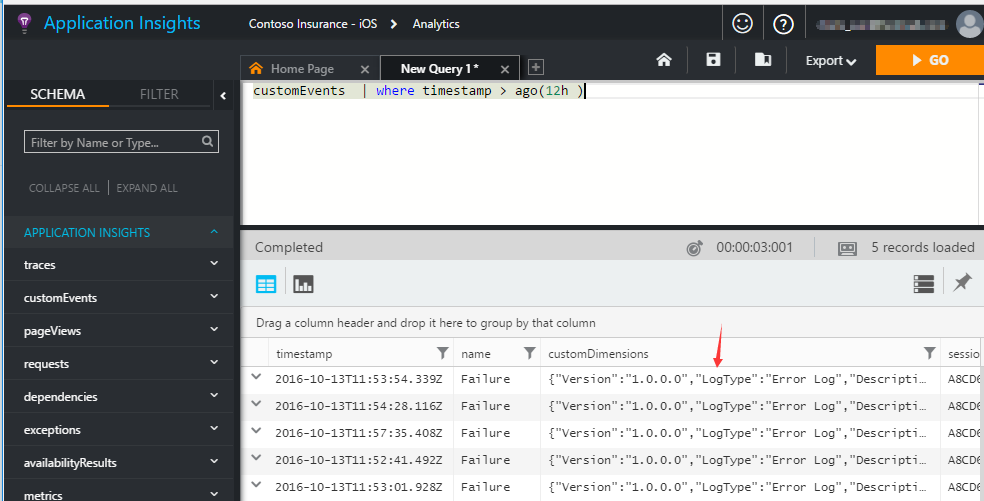 Application Insights Contoso Insurance - iOS > Analytics
Home Page × New Query 1* × + Export GO
SCHEMA FILTER
customEvents | where timestamp > ago(12h )
Filter by Name or Type...
COLLAPSE ALL | EXPAND ALL
APPLICATION INSIGHTS
traces
customEvents
pageViews
requests
dependencies
exceptions
availabilityResults
metrics
Completed 00:00:03:001 5 records loaded
Drag a column header and drop it here to group by that column
timestamp name customDimensions sessio
2016-10-13T11:53:54.339Z Failure {"Version":"1.0.0.0","LogType":"Error Log","Descripti... A8CD6
2016-10-13T11:54:28.116Z Failure {"Version":"1.0.0.0","LogType":"Error Log","Descripti... A8CD6
2016-10-13T11:57:35.408Z Failure {"Version":"1.0.0.0","LogType":"Error Log","Descripti... A8CD6
2016-10-13T11:52:41.492Z Failure {"Version":"1.0.0.0","LogType":"Error Log","Descripti... A8CD6
2016-10-13T11:53:01.928Z Failure {"Version":"1.0.0.0","LogType":"Error Log","Descripti... A8CD6